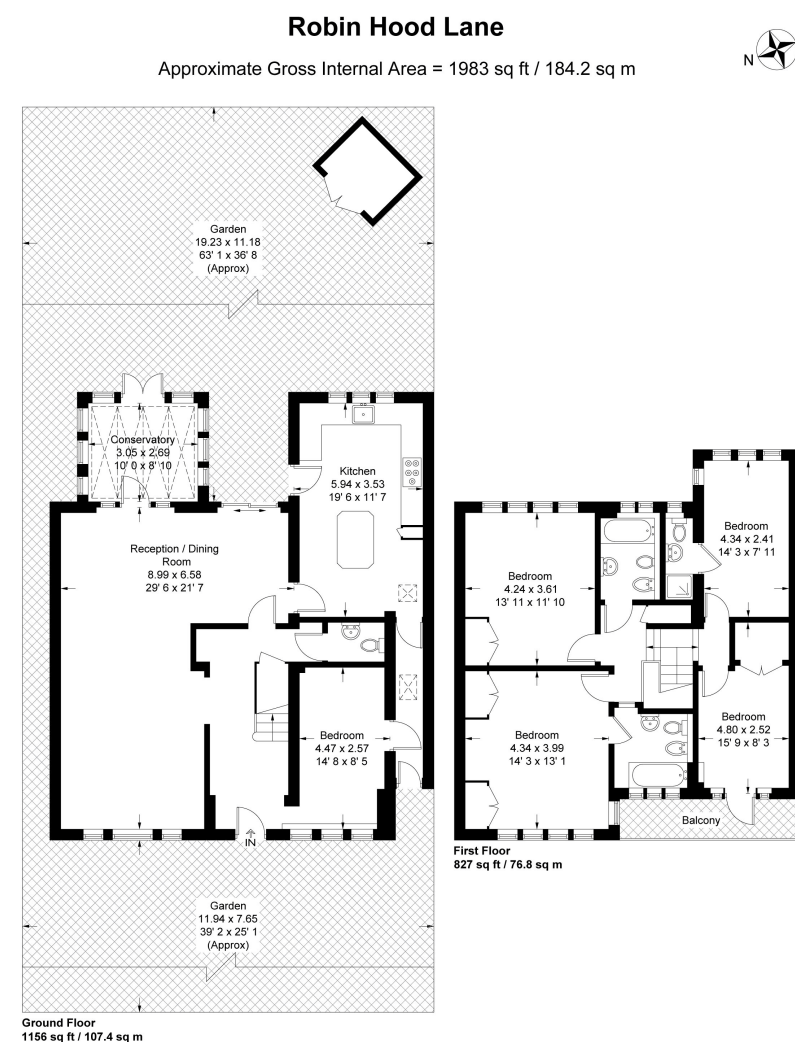 Robin Hood Lane
N
Approximate Gross Internal Area = 1983 sq ft / 184.2 sq m
Garden
19.23 x 11.18
63' 1 x 36' 8
(Approx)
Conservatory
3.05 x 2.69
10' 0 x 8' 10
Kitchen
5.94 x 3.53
19' 6 x 11' 7
Reception / Dining
Room
8.99 x 6.58
29' 6 x 21' 7
Bedroom
4.47 x 2.57
14' 8 x 8' 5
IN
Garden
11.94 x 7.65
39' 2 x 25' 1
(Approx)
Ground Floor
1156 sq ft / 107.4 sq m
Bedroom
4.34 x 2.41
14' 3 x 7' 11
Bedroom
4.24 x 3.61
13' 11 x 11' 10
Bedroom
4.34 x 3.99
14' 3 x 13' 1
Bedroom
4.80 x 2.52
15' 9 x 8' 3
Balcony
First Floor
827 sq ft / 76.8 sq m